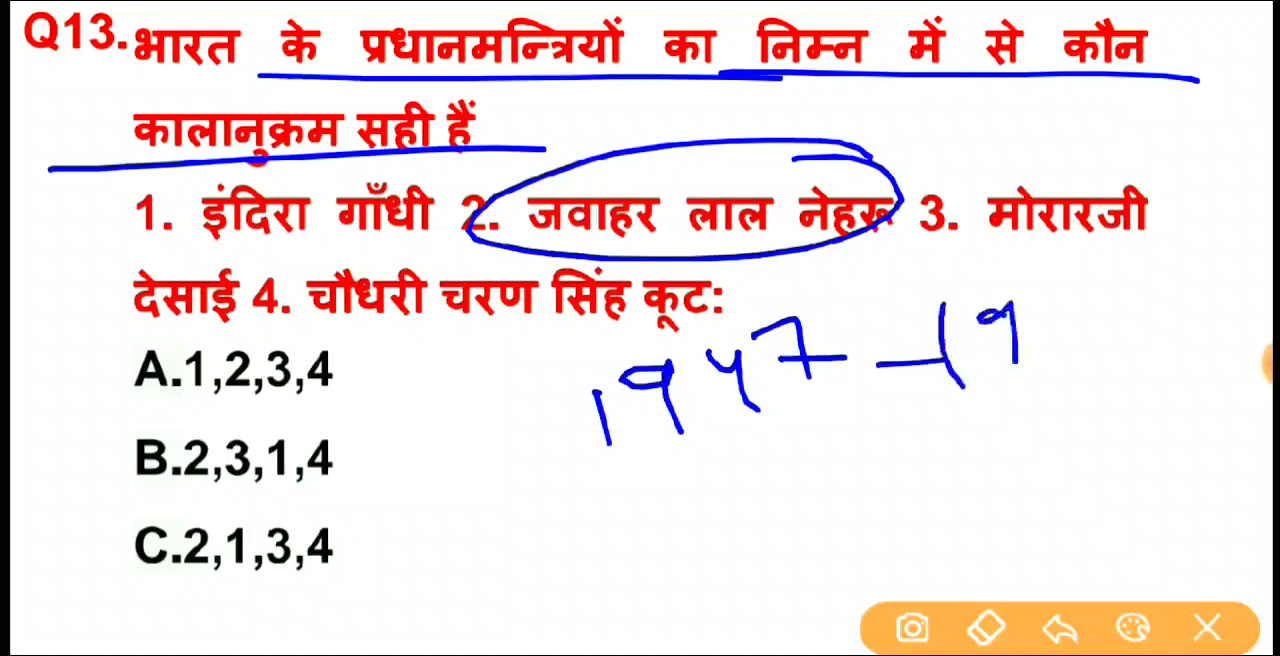 Q13. भारत के प्रधानमन्त्रियों का निम्न में से कौन
कालानुक्रम सही हैं
1. इंदिरा गाँधी 2. जवाहर लाल नेहरू 3. मोरारजी
देसाई 4. चौधरी चरण सिंह कूट:
A.1,2,3,4
1947-19
B.2,3,1,4
C.2,1,3,4